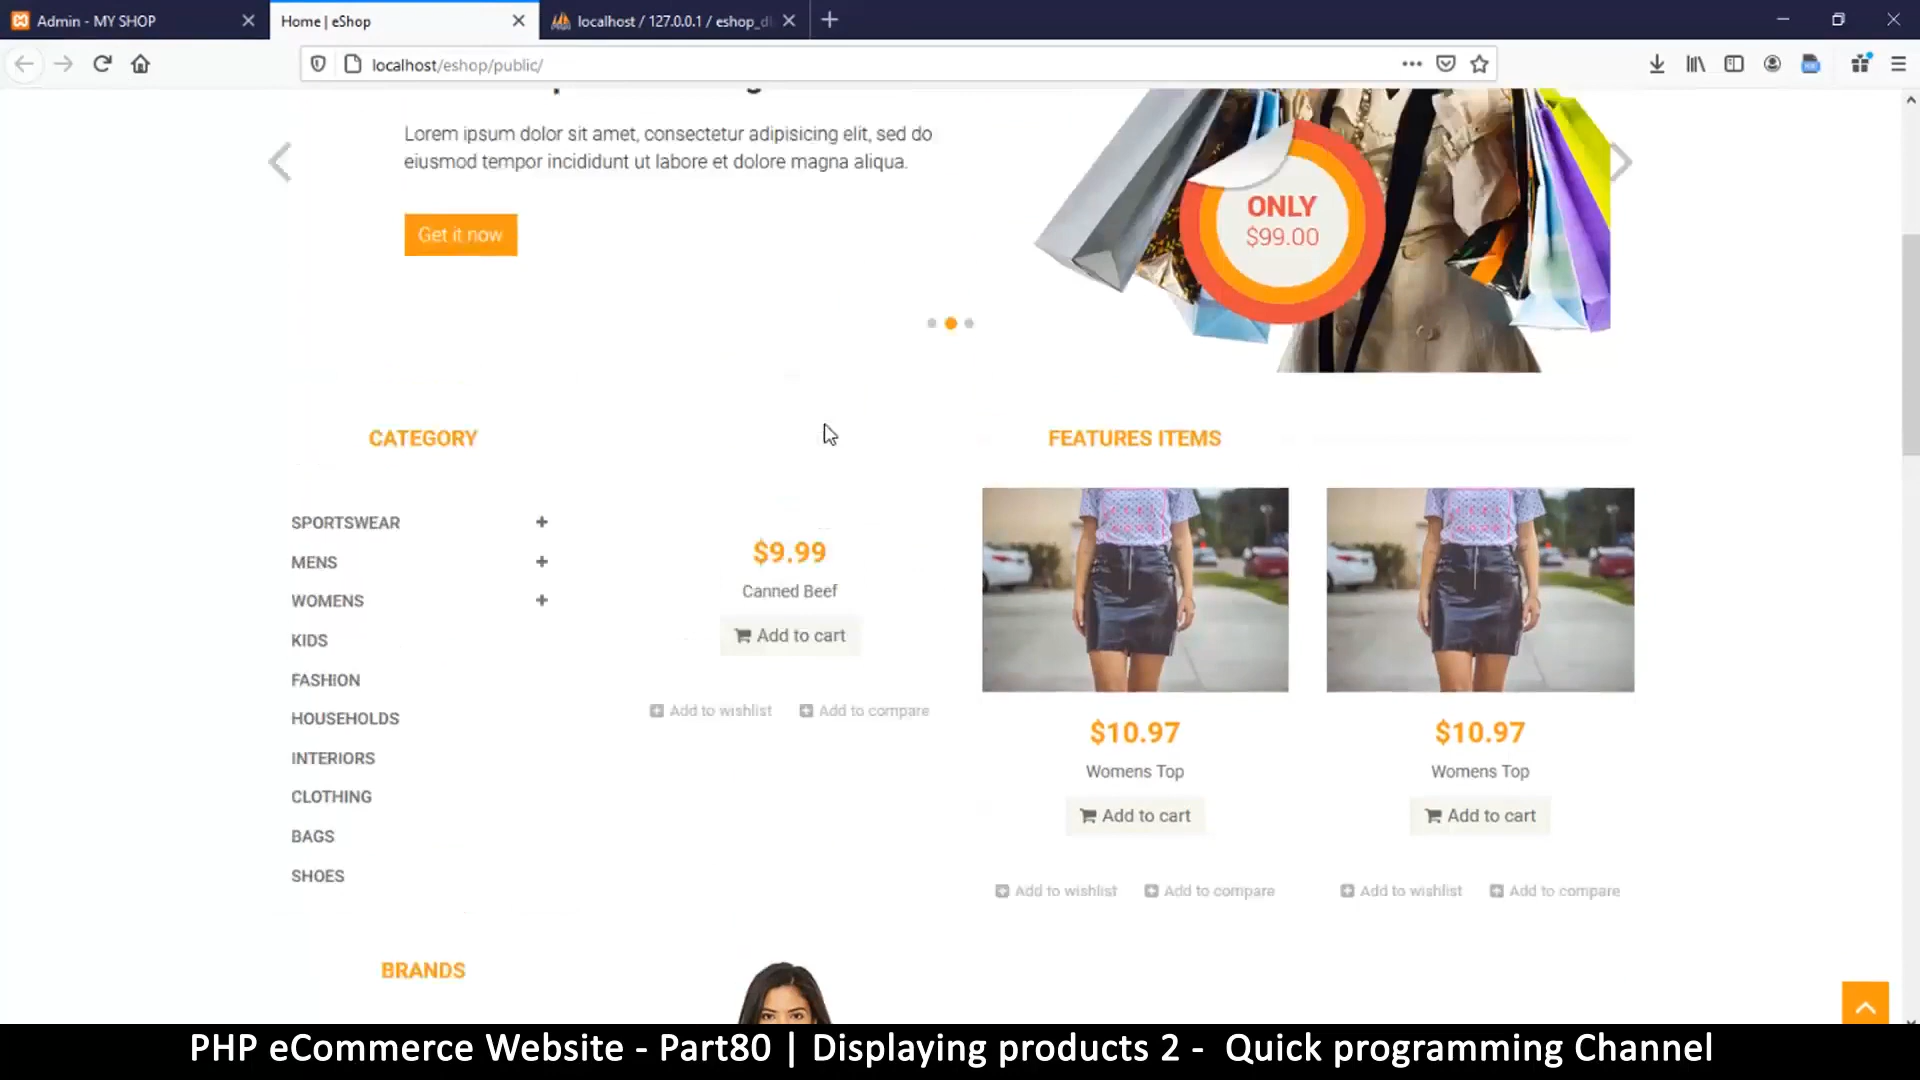 Admin - MY SHOP
Home | eShop
localhost / 127.0.0.1 / eshop_d
localhost/eshop/public/
Lorem ipsum dolor sit amet, consectetur adipisicing elit, sed do
eiusmod tempor incididunt ut labore et dolore magna aliqua.
Get it now
ONLY
$99.00
CATEGORY
SPORTSWEAR
MENS
WOMENS
KIDS
FASHION
HOUSEHOLDS
INTERIORS
CLOTHING
BAGS
SHOES
BRANDS
FEATURES ITEMS
$9.99
Canned Beef
Add to cart
Add to wishlist
Add to compare
$10.97
Womens Top
Add to cart
Add to wishlist
Add to compare
$10.97
Womens Top
Add to cart
Add to wishlist
Add to compare
PHP eCommerce Website - Part80 | Displaying products 2 - Quick programming Channel